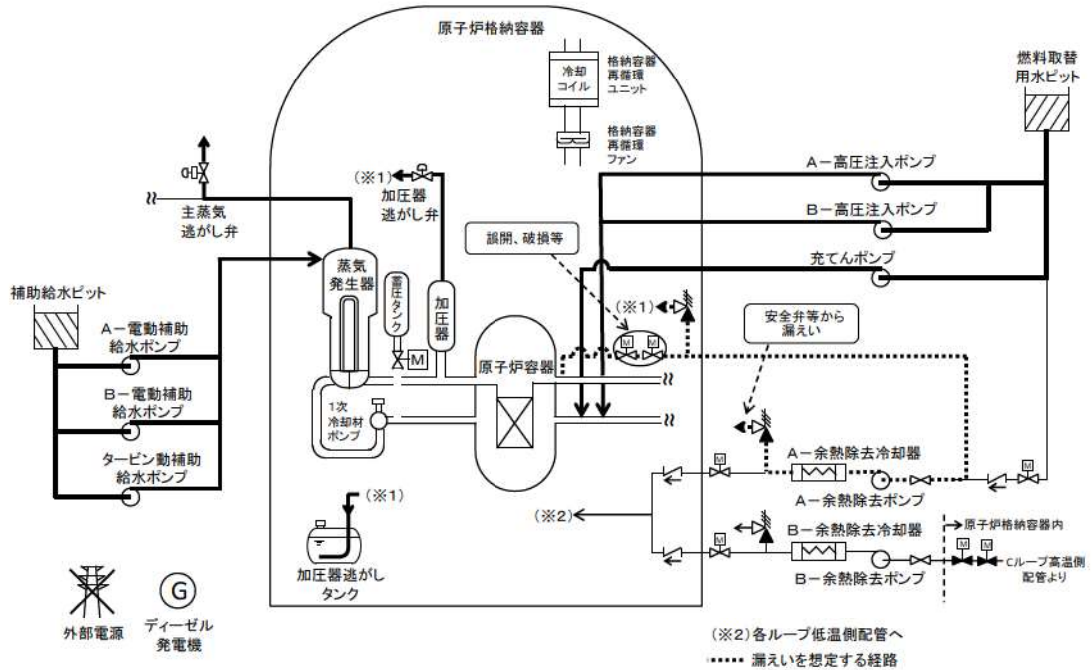 原子炉格納容器
冷却
コイル
格納容器
再循環
ユニット
格納容器
再循環
ファン
燃料取替
用水ピット
A-高圧注入ポンプ
B-高圧注入ポンプ
充てんポンプ
主蒸気
逃がし弁
(※1)
加圧器
逃がし弁
誤開、破損等
蒸気
発生器
蓄圧タンク
加圧器
M
原子炉容器
(※1)
M
M
安全弁等から
漏えい
補助給水ピット
A-電動補助
給水ポンプ
B-電動補助
給水ポンプ
タービン動補助
給水ポンプ
1次
冷却材
ポンプ
M
A-余熱除去冷却器
M
A-余熱除去ポンプ
(※2)
M
B-余熱除去冷却器
原子炉格納容器内
M
M
Cループ高温側
配管より
B-余熱除去ポンプ
(※1)
加圧器逃がし
タンク
外部電源
G
ディーゼル
発電機
(※2)各ループ低温側配管へ
漏えいを想定する経路